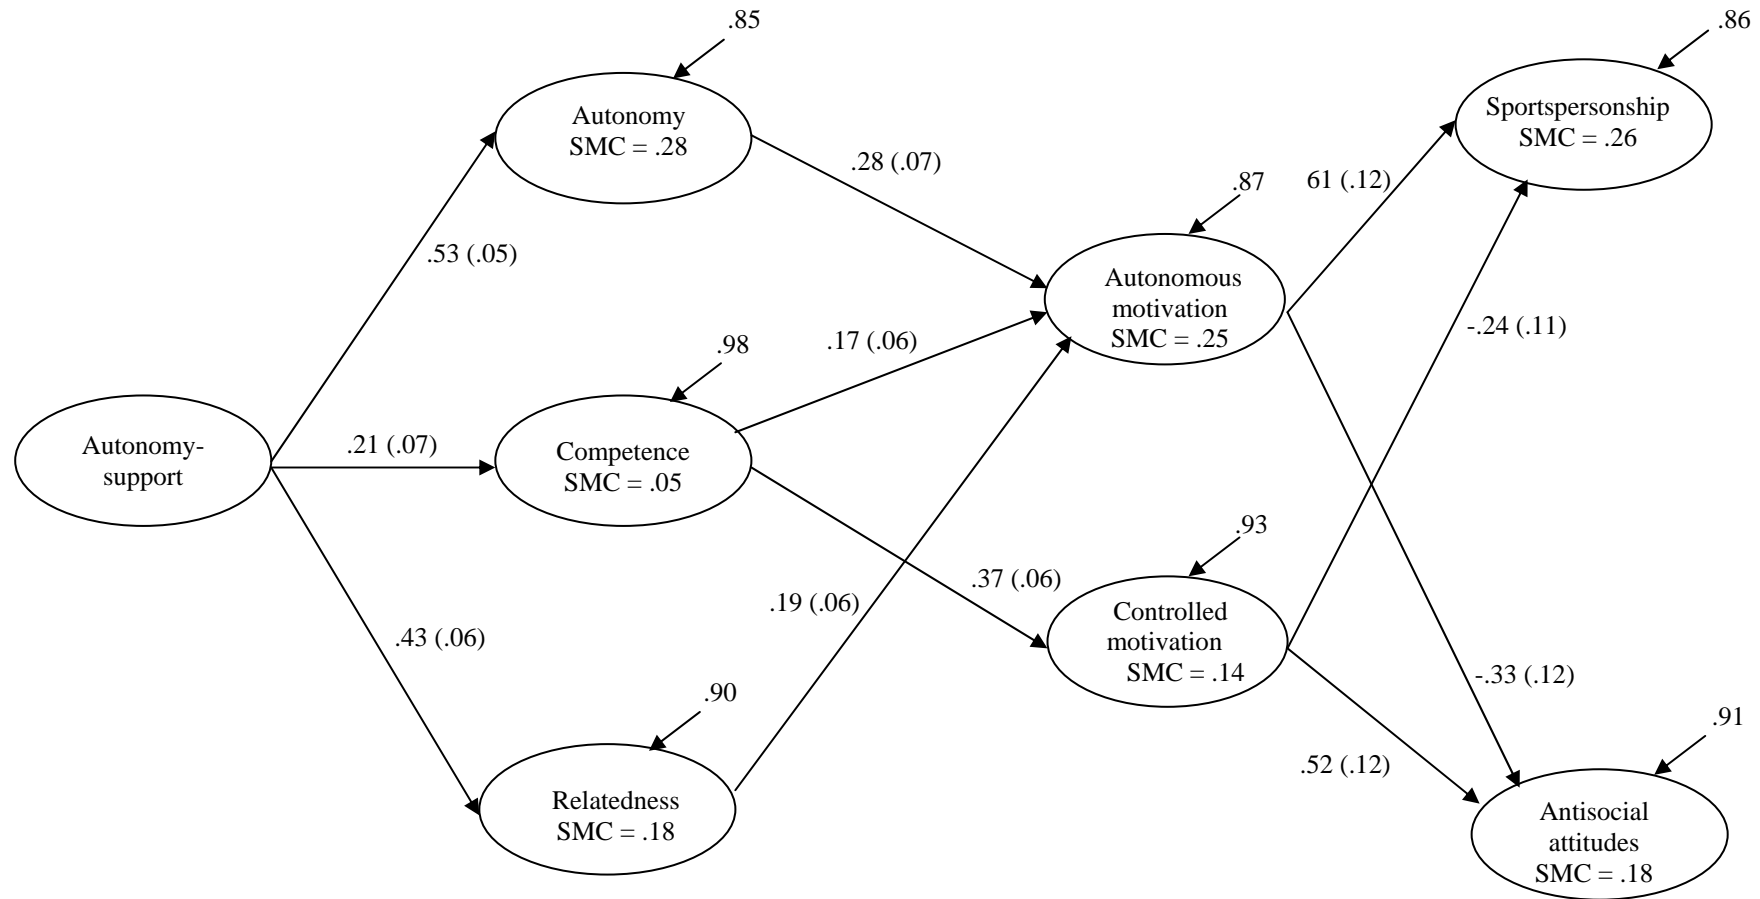 .85
.86
Autonomy
SMC = .28
Sportspersonship
SMC = .26
.28 (.07)
61 (.12)
.87
.53 (.05)
Autonomous
motivation
SMC = .25
-.24 (.11)
.17 (.06)
.98
Autonomy-
support
.21 (.07)
Competence
SMC = .05
.93
.37 (.06)
.19 (.06)
Controlled
motivation
SMC = .14
.43 (.06)
-.33 (.12)
.90
.91
.52 (.12)
Relatedness
SMC = .18
Antisocial
attitudes
SMC = .18